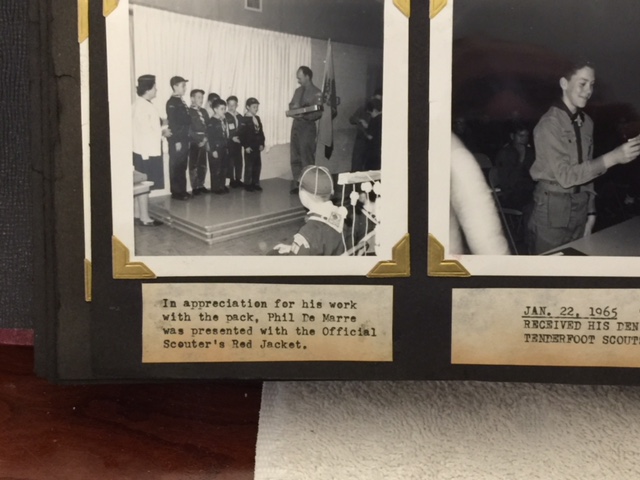 In appreciation for his work
with the pack, Phil De Marre
was presented with the Official
Scouter's Red Jacket.
JAN. 22, 1965
RECEIVED HIS DEN
TENDERFOOT SCOUT